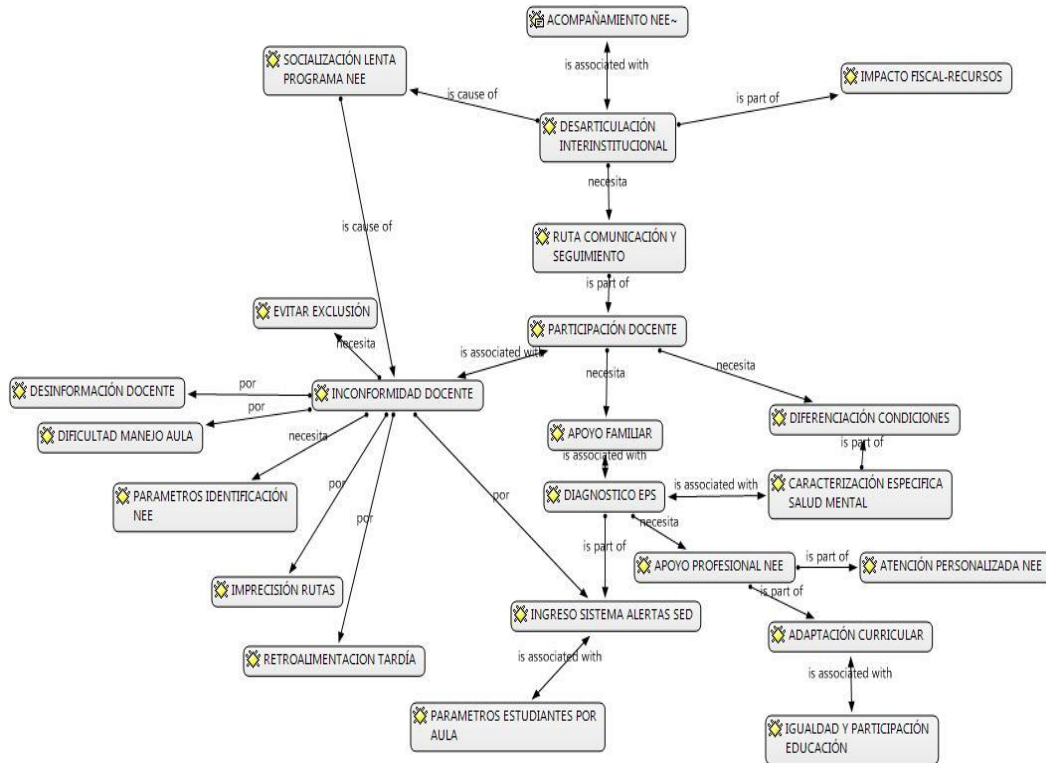 ACOMPAÑAMIENTO NEE~
SOCIALIZACIÓN LENTA
PROGRAMA NEE
is associated with
IMPACTO FISCAL-RECURSOS
is cause of
is part of
DESARTICULACIÓN
INTERINSTITUCIONAL
necesita
is cause of
RUTA COMUNICACIÓN Y
SEGUIMIENTO
is part of
EVITAR EXCLUSIÓN
PARTICIPACIÓN DOCENTE
necesita
is associated with
necesita
necesita
DESINFORMACIÓN DOCENTE
por
INCONFORMIDAD DOCENTE
por
DIFICULTAD MANEJO AULA
necesita
APOYO FAMILIAR
DIFERENCIACIÓN CONDICIONES
is part of
is associated with
PARAMETROS IDENTIFICACIÓN
NEE
por
por
por
DIAGNOSTICO EPS
is associated with
CARACTERIZACIÓN ESPECIFICA
SALUD MENTAL
necesita
is part of
APOYO PROFESIONAL NEE
is part of
ATENCIÓN PERSONALIZADA NEE
is part of
IMPRECISIÓN RUTAS
INGRESO SISTEMA ALERTAS SED
ADAPTACIÓN CURRICULAR
RETROALIMENTACION TARDÍA
is associated with
is associated with
PARAMETROS ESTUDIANTES POR
AULA
IGUALDAD Y PARTICIPACIÓN
EDUCACIÓN